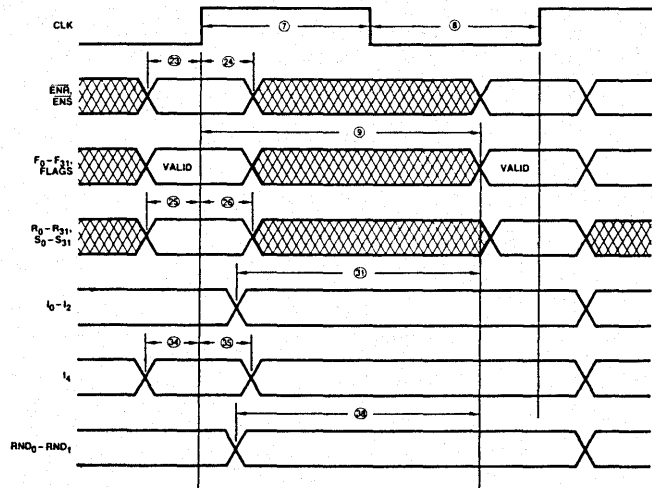 CLK
⑦
⑧
㉓
㉔
ENR,
ENS
⑨
F₀–F₃₁,
FLAGS
VALID
VALID
㉕
㉖
R₀–R₃₁,
S₀–S₃₁
㉛
I₀–I₂
㉞
㉟
I₄
RND₀–RND₁